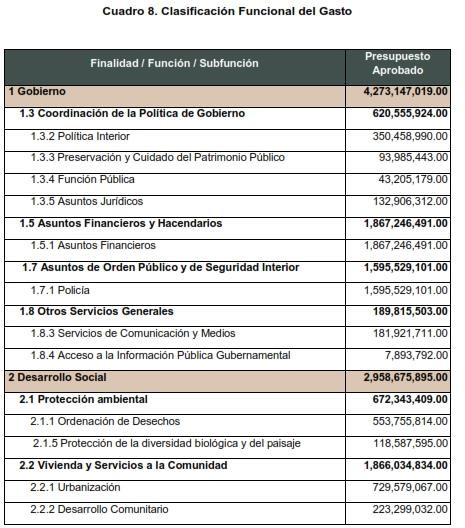 Cuadro 8. Clasificación Funcional del Gasto
Finalidad / Función / Subfunción Presupuesto Aprobado
1 Gobierno 4,273,147,019.00
1.3 Coordinación de la Política de Gobierno 620,555,924.00
1.3.2 Política Interior 350,458,990.00
1.3.3 Preservación y Cuidado del Patrimonio Público 93,985,443.00
1.3.4 Función Pública 43,205,179.00
1.3.5 Asuntos Jurídicos 132,906,312.00
1.5 Asuntos Financieros y Hacendarios 1,867,246,491.00
1.5.1 Asuntos Financieros 1,867,246,491.00
1.7 Asuntos de Orden Público y de Seguridad Interior 1,595,529,101.00
1.7.1 Policía 1,595,529,101.00
1.8 Otros Servicios Generales 189,815,503.00
1.8.3 Servicios de Comunicación y Medios 181,921,711.00
1.8.4 Acceso a la Información Pública Gubernamental 7,893,792.00
2 Desarrollo Social 2,958,675,895.00
2.1 Protección ambiental 672,343,409.00
2.1.1 Ordenación de Desechos 553,755,814.00
2.1.5 Protección de la diversidad biológica y del paisaje 118,587,595.00
2.2 Vivienda y Servicios a la Comunidad 1,866,034,834.00
2.2.1 Urbanización 729,579,067.00
2.2.2 Desarrollo Comunitario 223,299,032.00